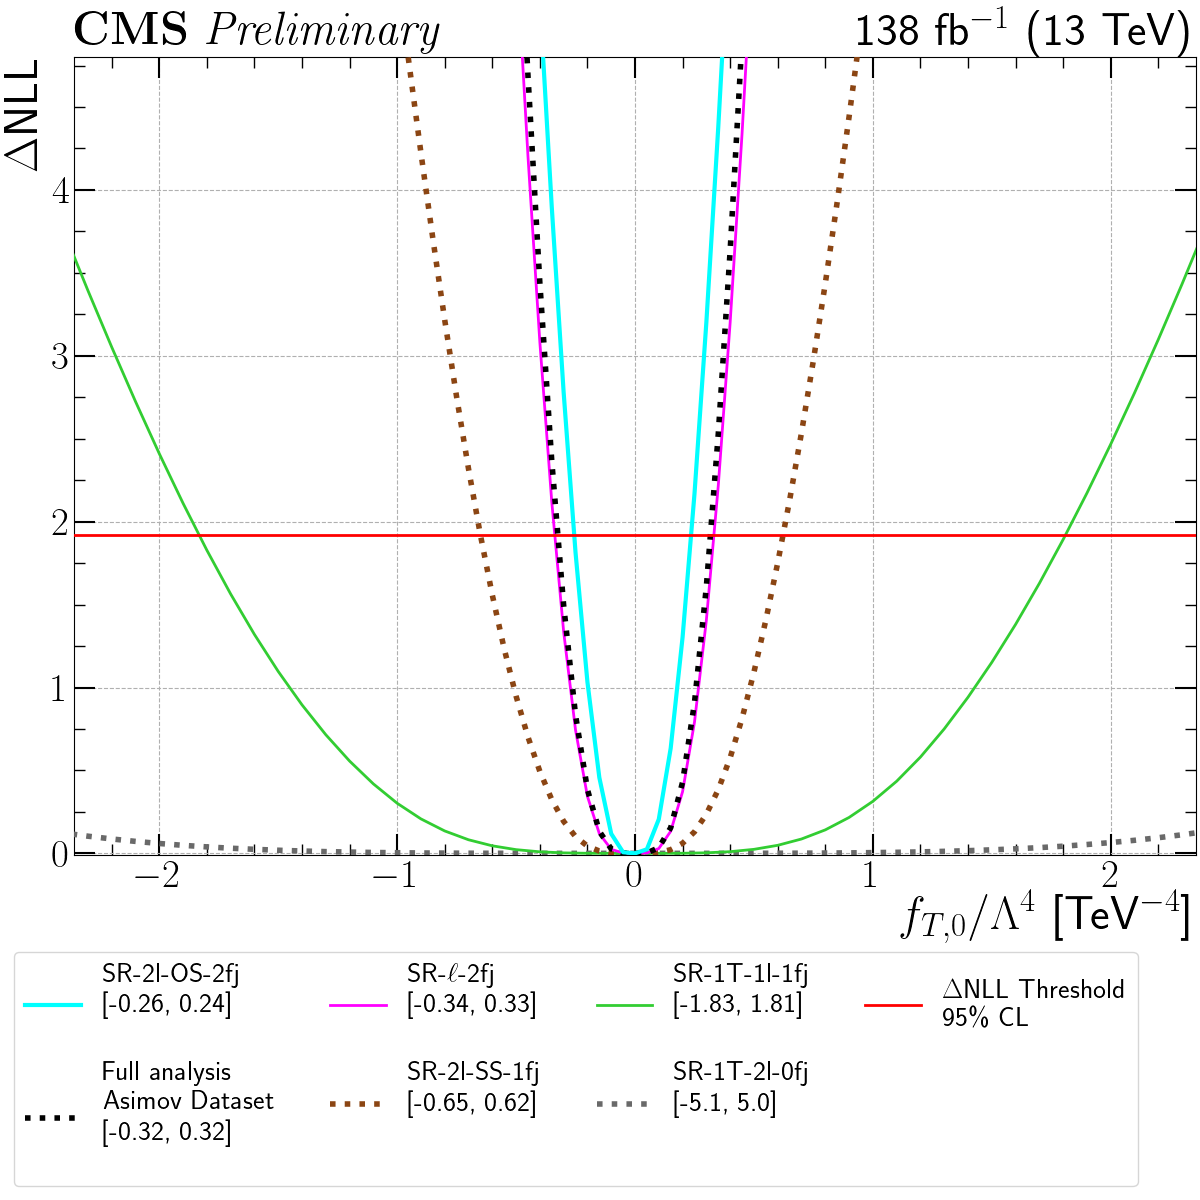 CMS Preliminary 138 fb⁻¹ (13 TeV)
ΔNLL
4
3
2
1
0
−2 −1 0 1 2
f_{T,0}/Λ⁴ [TeV⁻⁴]
SR-2l-OS-2fj
[-0.26, 0.24]
Full analysis
Asimov Dataset
[-0.32, 0.32]
SR-ℓ-2fj
[-0.34, 0.33]
SR-2l-SS-1fj
[-0.65, 0.62]
SR-1T-1l-1fj
[-1.83, 1.81]
SR-1T-2l-0fj
[-5.1, 5.0]
ΔNLL Threshold
95% CL